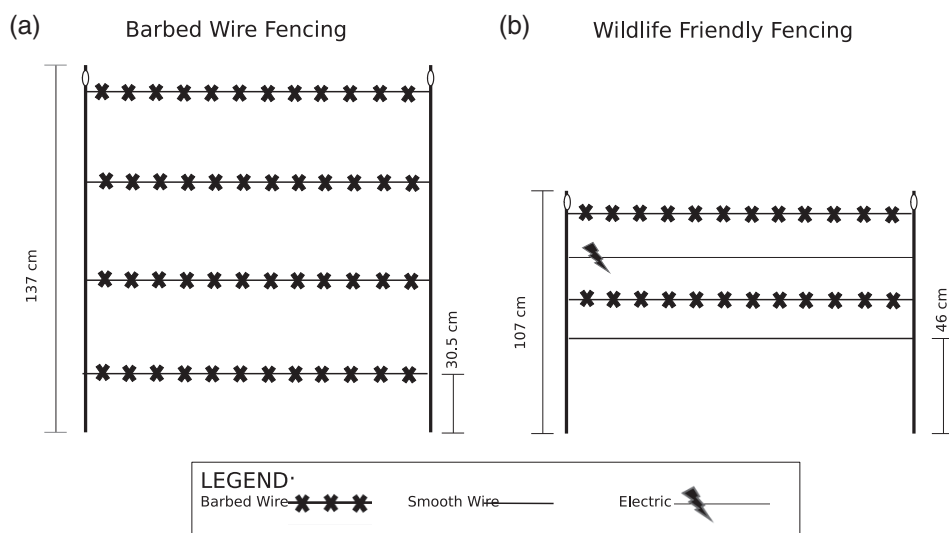 (a)
Barbed Wire Fencing
137 cm
30.5 cm
(b)
Wildlife Friendly Fencing
107 cm
46 cm
LEGEND:
Barbed Wire
Smooth Wire
Electric